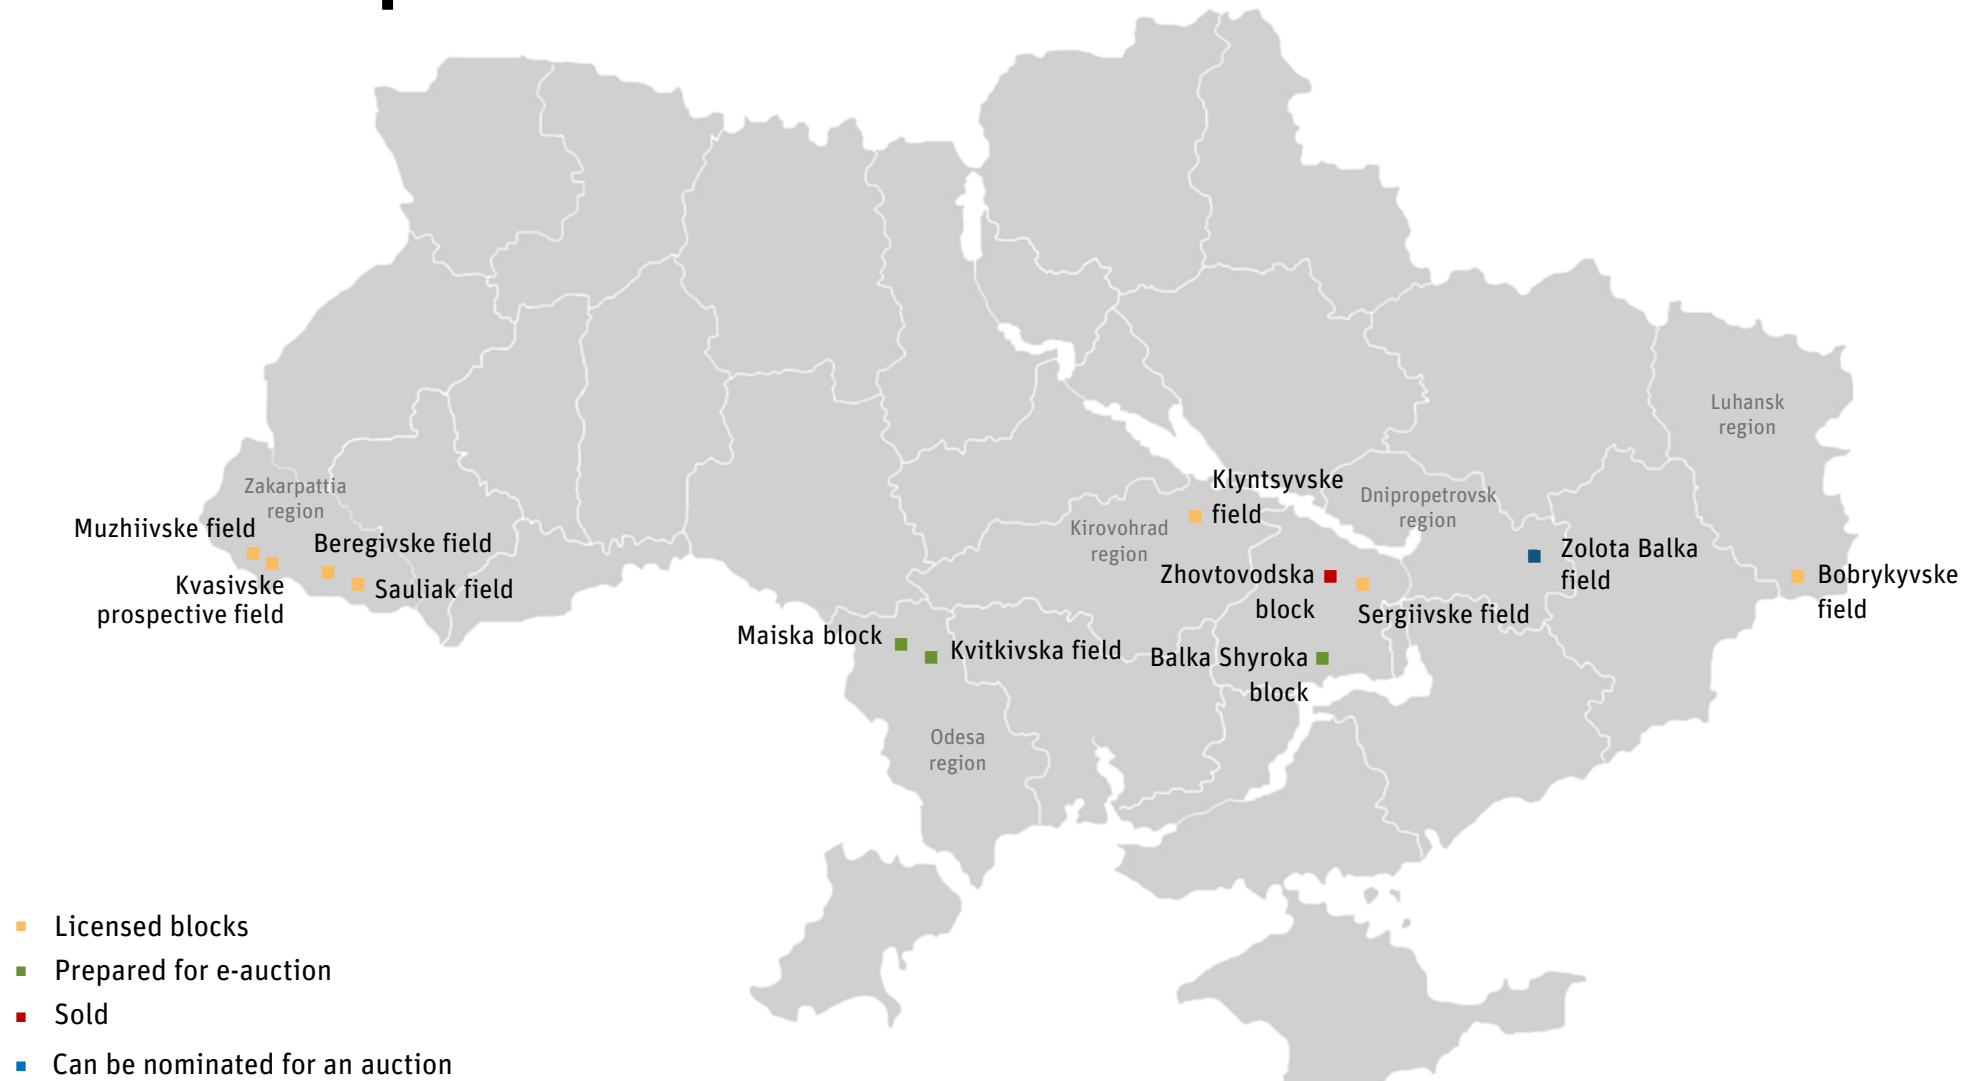 Luhansk
region
Klyntsyvske
field
Zakarpattia
region
Dnipropetrovsk
region
Kirovohrad
region
Muzhiivske field
Beregivske field
Zolota Balka
field
Kvasivske
prospective field
Sauliak field
Zhovtovodska
block
Sergiivske field
Bobrykyvske
field
Maiska block
Kvitkivska field
Balka Shyroka
block
Odesa
region
Licensed blocks
Prepared for e-auction
Sold
Can be nominated for an auction